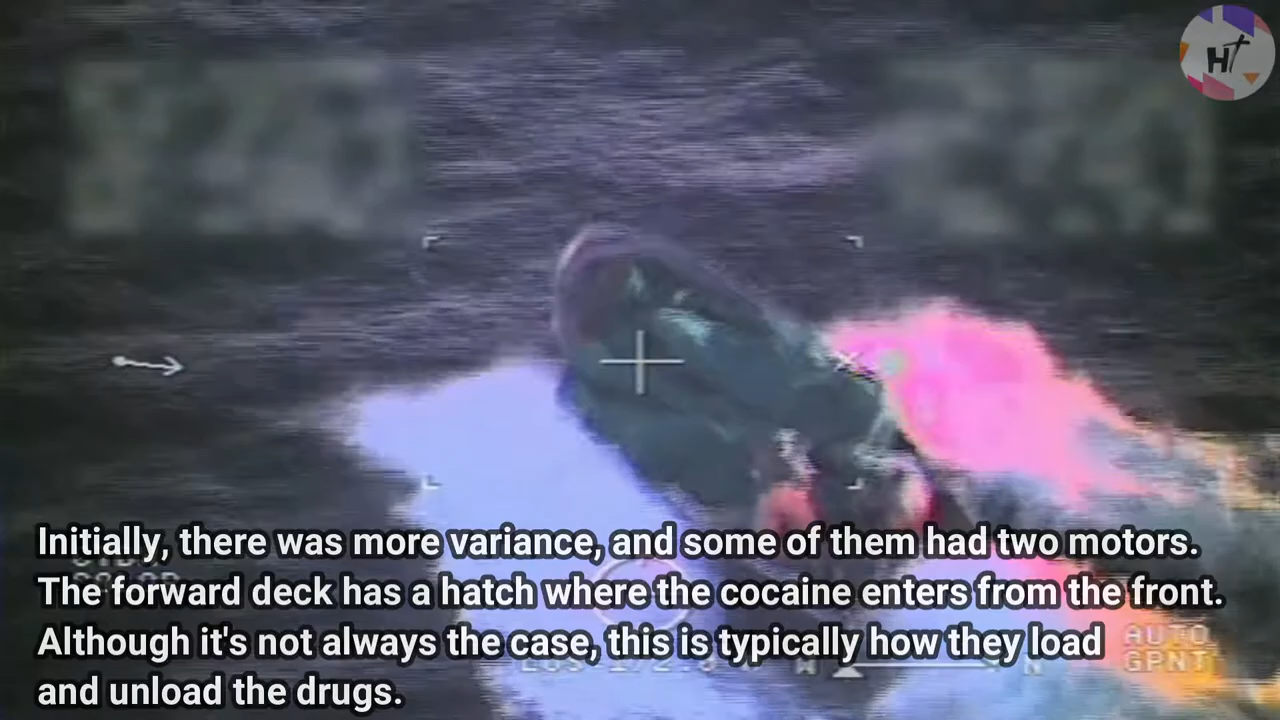 HT
Initially, there was more variance, and some of them had two motors.
The forward deck has a hatch where the cocaine enters from the front.
Although it's not always the case, this is typically how they load
and unload the drugs.
AUTO
GPNT
W
N